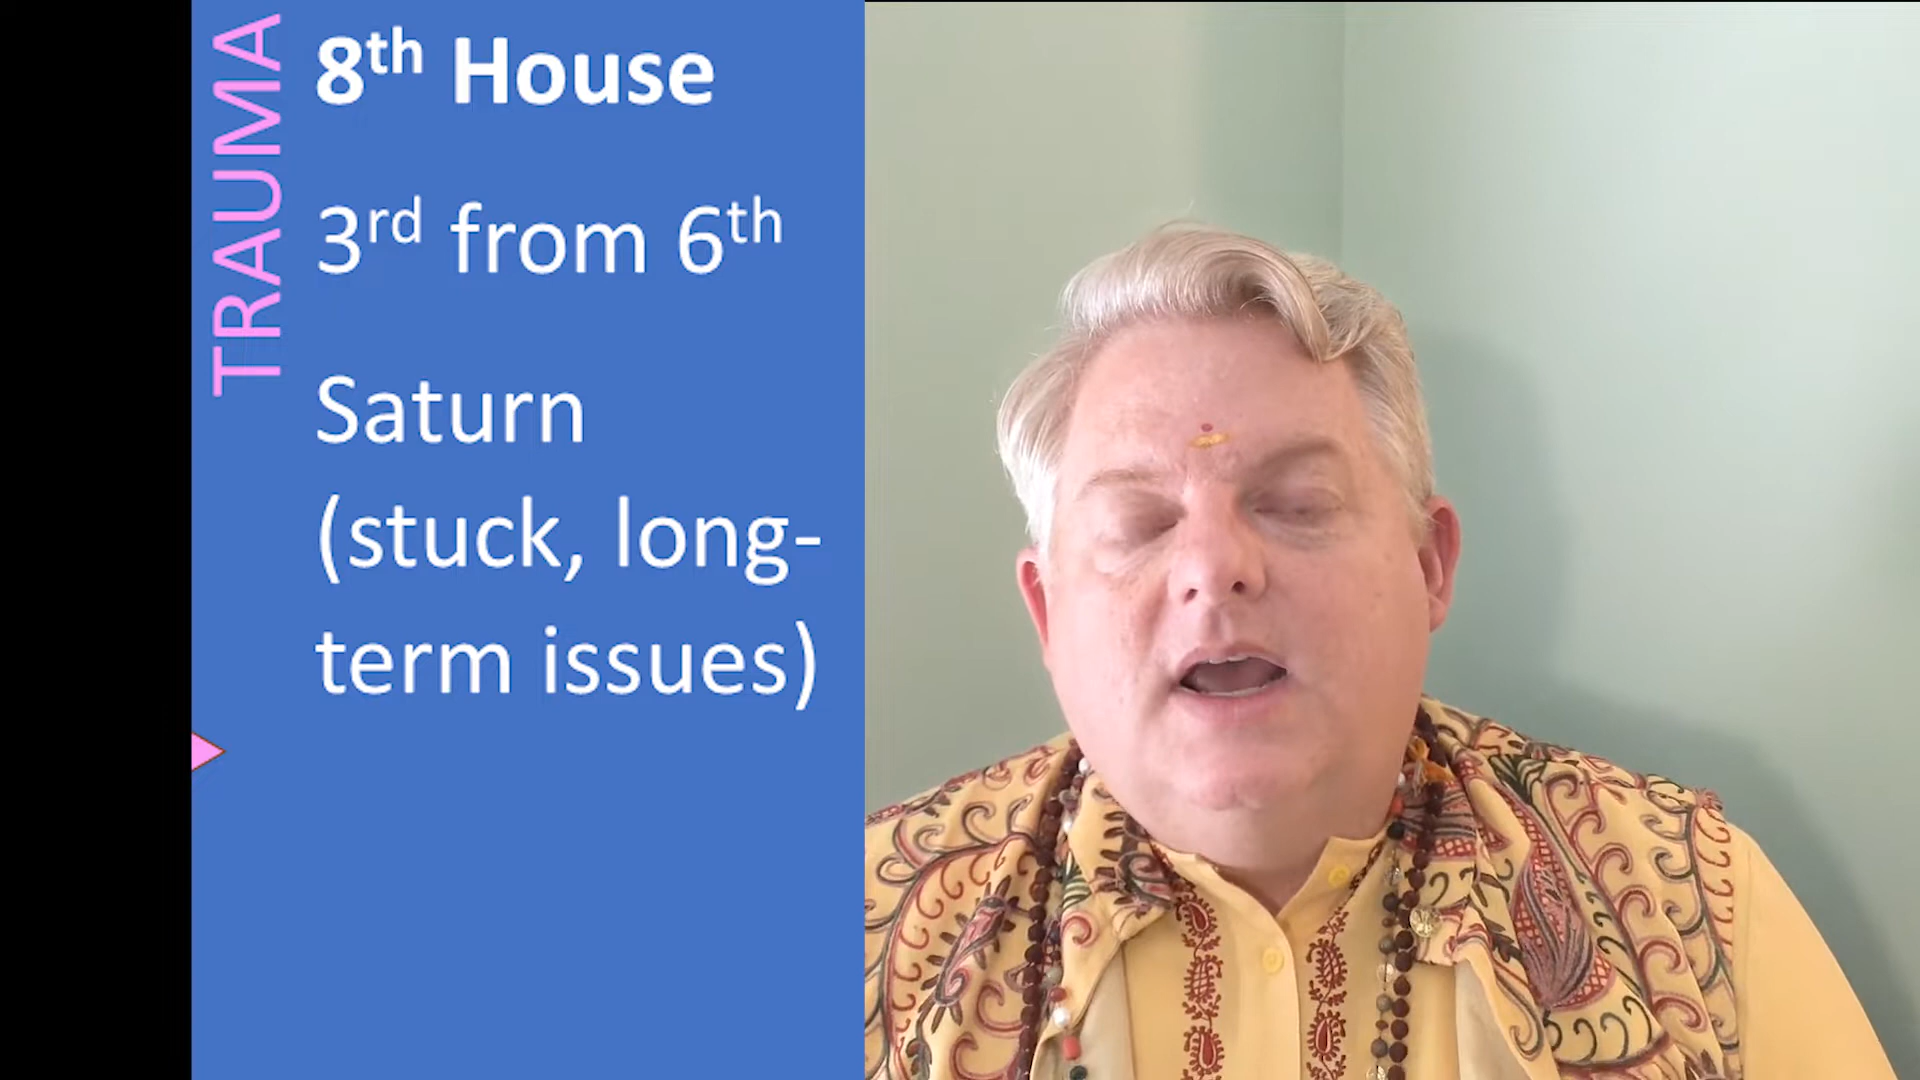 TRAUMA
8th House
3rd from 6th
Saturn
(stuck, long-
term issues)